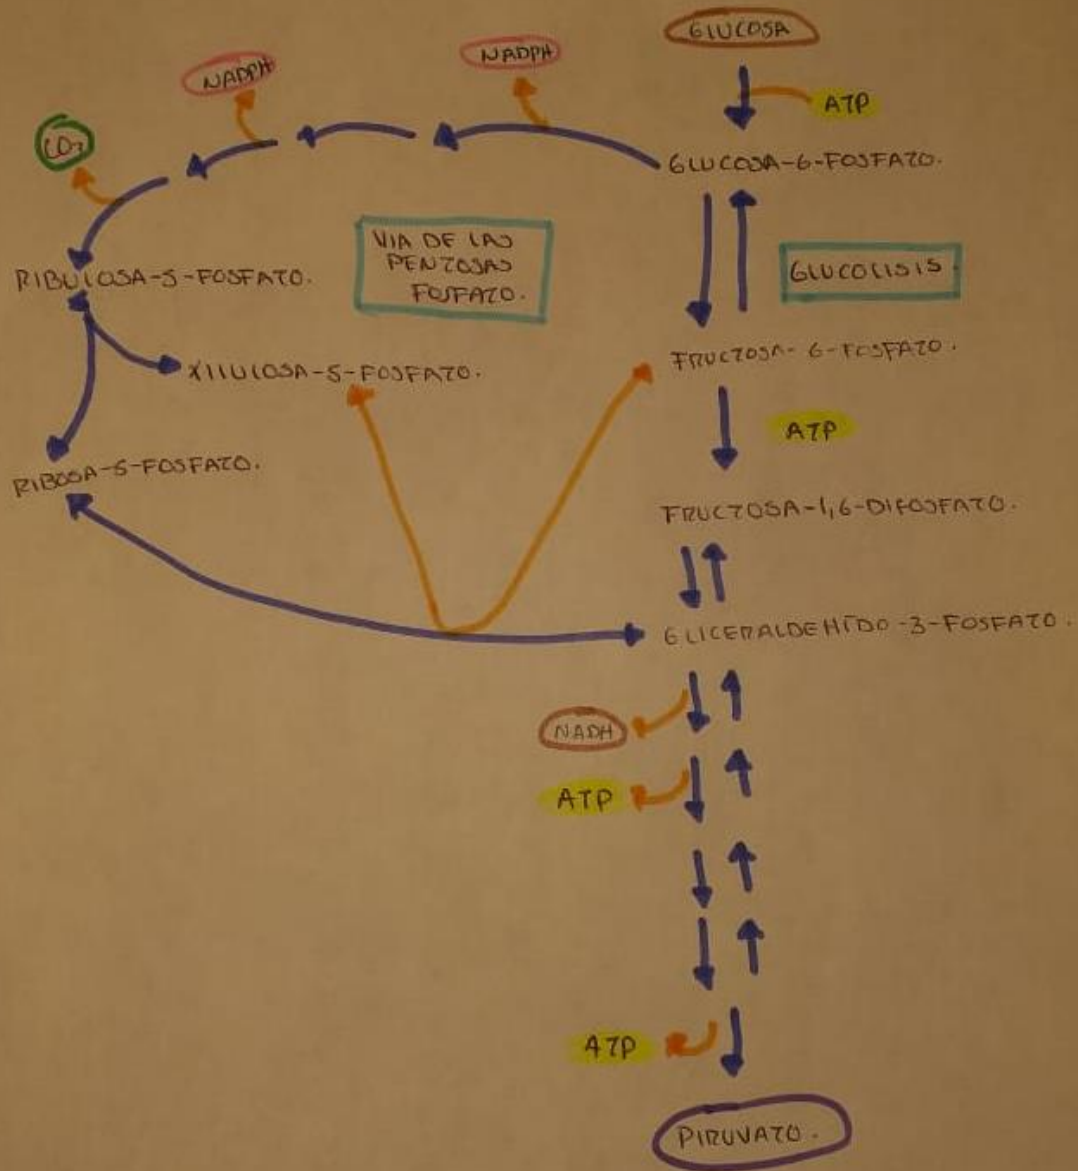 GLUCOSA
NADPH
NADPH
ATP
CO2
GLUCOSA-6-FOSFATO.
VIA DE LAS
PENTOSAS
FOSFATO.
GLUCOLISIS.
RIBULOSA-5-FOSFATO.
FRUCTOSA-6-FOSFATO.
XILULOSA-5-FOSFATO.
ATP
RIBOSA-5-FOSFATO.
FRUCTOSA-1,6-DIFOSFATO.
GLICERALDEHÍDO-3-FOSFATO.
NADH
ATP
ATP
PIRUVATO.